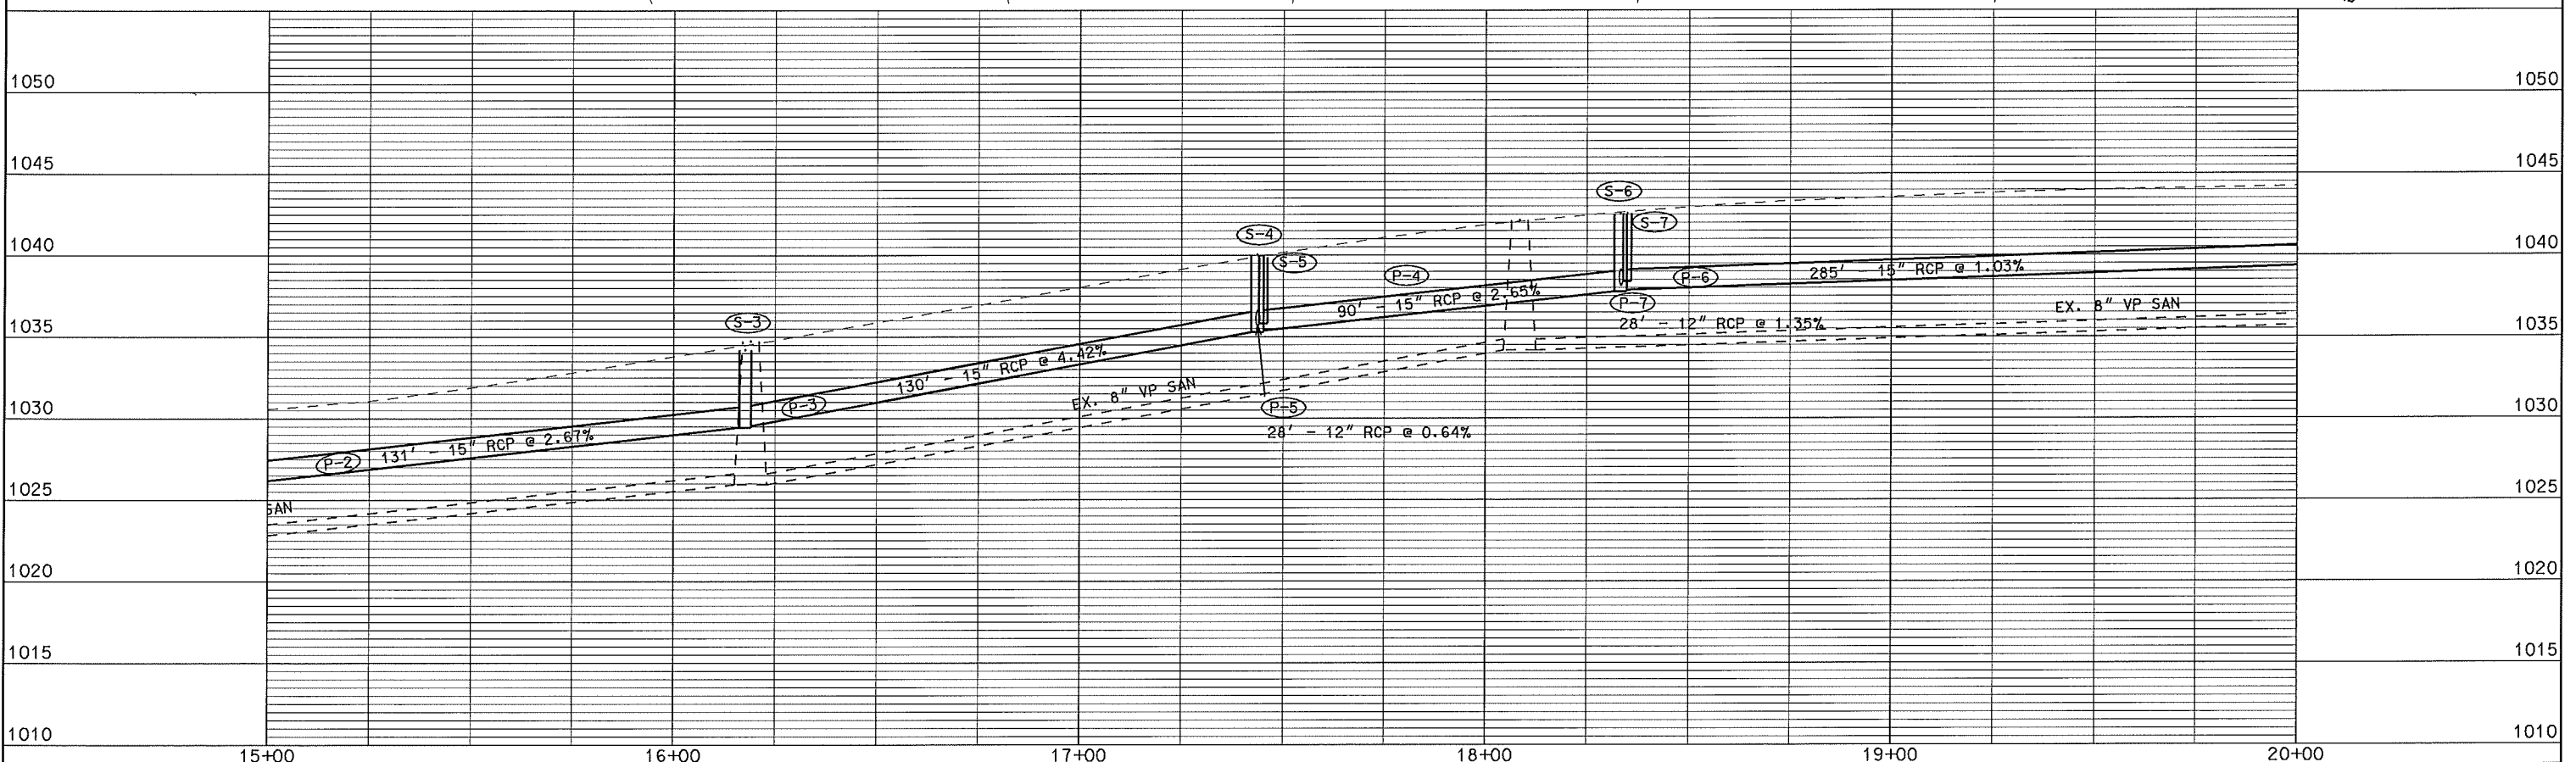 1050
1050
1045
1045
S-6
S-7
1040
S-4
S-5
P-4
P-6
285' - 15" RCP @ 1.03%
1040
1035
S-3
90' - 15" RCP @ 2.65%
P-7
28' - 12" RCP @ 1.35%
EX. 8" VP SAN
1035
1030
P-3
130' - 15" RCP @ 4.42%
EX. 8" VP SAN
P-5
28' - 12" RCP @ 0.64%
1030
P-2
131' - 15" RCP @ 2.67%
1025
SAN
1025
1020
1020
1015
1015
1010
1010
15+00
16+00
17+00
18+00
19+00
20+00